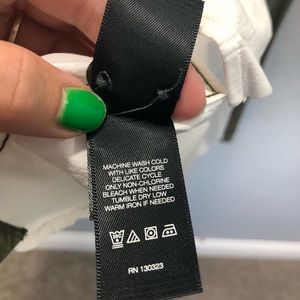 MACHINE WASH COLD
WITH LIKE COLORS
DELICATE CYCLE
ONLY NON-CHLORINE
BLEACH WHEN NEEDED
TUMBLE DRY LOW
WARM IRON IF NEEDED
RN 130323